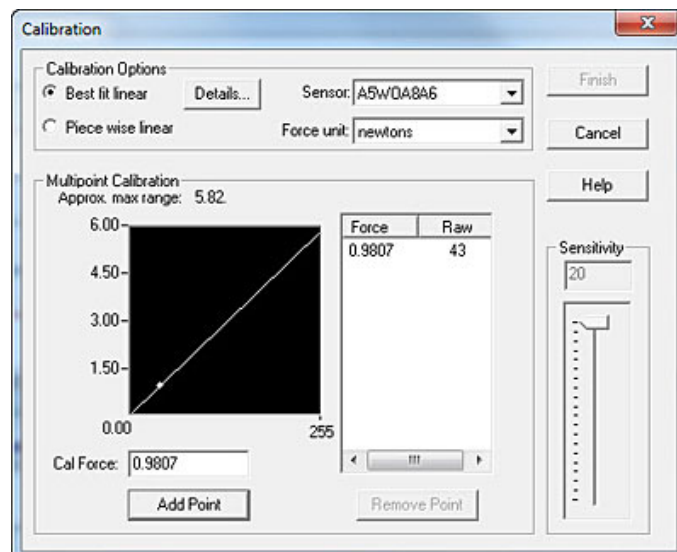 Calibration
Calibration Options
Best fit linear
Details...
Sensor: A5W0A8A6
Piece wise linear
Force unit: newtons
Finish
Cancel
Help
Multipoint Calibration
Approx. max range: 5.82.
6.00
4.50
3.00
1.50
0.00
255
Force Raw
0.9807 43
Cal Force: 0.9807
Add Point
Remove Point
Sensitivity
20